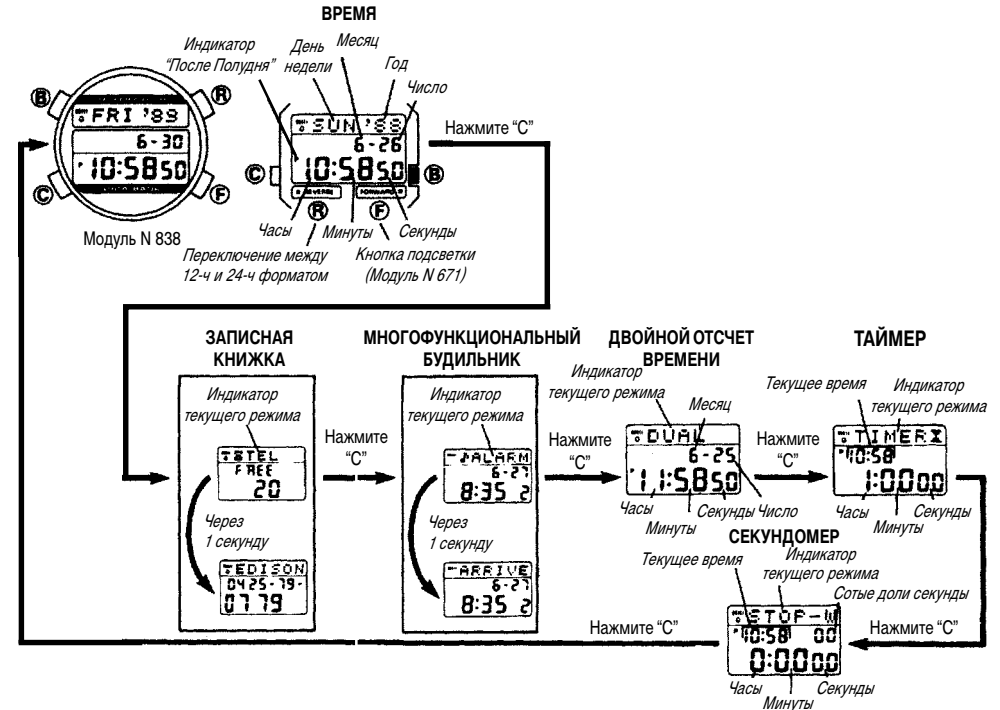 ВРЕМЯ
Индикатор
“После Полудня”
День
недели
Месяц
Год
Число
B
R
FRI '89
6-30
P 10:58 50
C
F
Модуль N 838
SUN '88
6-26
10:58 50
C
B
REVERSE
FORWARD
R
F
Нажмите “C”
Часы
Минуты
Секунды
Переключение между
12-ч и 24-ч форматом
Кнопка подсветки
(Модуль N 671)
ЗАПИСНАЯ
КНИЖКА
Индикатор
текущего режима
TEL
FREE
20
Через
1 секунду
EDISON
0425-79-
0779
Нажмите
“C”
МНОГОФУНКЦИОНАЛЬНЫЙ
БУДИЛЬНИК
Индикатор
текущего режима
ALARM
6-27
8:35 2
Через
1 секунду
ARRIVE
6-27
8:35 2
Нажмите
“C”
ДВОЙНОЙ ОТСЧЕТ
ВРЕМЕНИ
Индикатор
текущего режима
Месяц
DUAL
6-25
P 11:58 50
Часы
Минуты
Секунды
Число
Нажмите
“C”
ТАЙМЕР
Текущее время
Индикатор
текущего режима
TIMER
P 10:58
1:00 00
Часы
Минуты
Секунды
СЕКУНДОМЕР
Текущее время
Индикатор
текущего режима
Сотые доли секунды
STOP-W
P 10:58 00
0:00 00
Часы
Минуты
Секунды
Нажмите “C”
Нажмите “C”